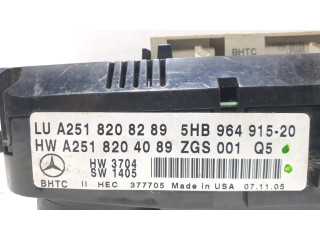 BHTC
LU A251 820 82 89 5HB 964 915-20
HW A251 820 40 89 ZGS 001 Q5
HW 3704
SW 1405
BHTC II HEC 377705 Made in USA 07.11.05